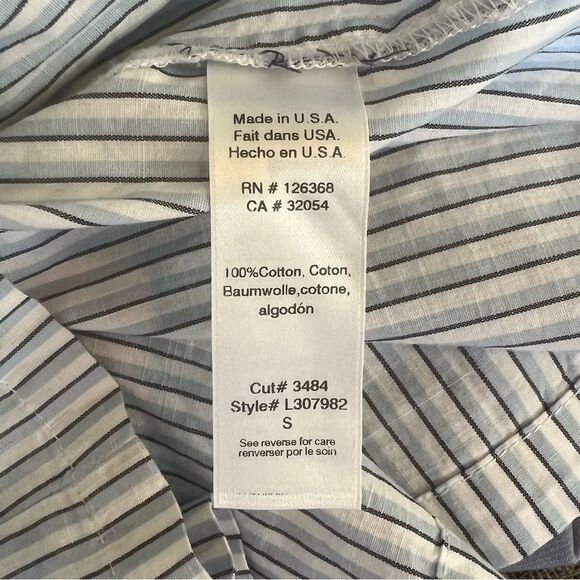 Made in U.S.A.
Fait dans USA.
Hecho en U.S.A.
RN # 126368
CA # 32054
100%Cotton, Coton,
Baumwolle,cotone,
algodón
Cut# 3484
Style# L307982
S
See reverse for care
renverser por le soin